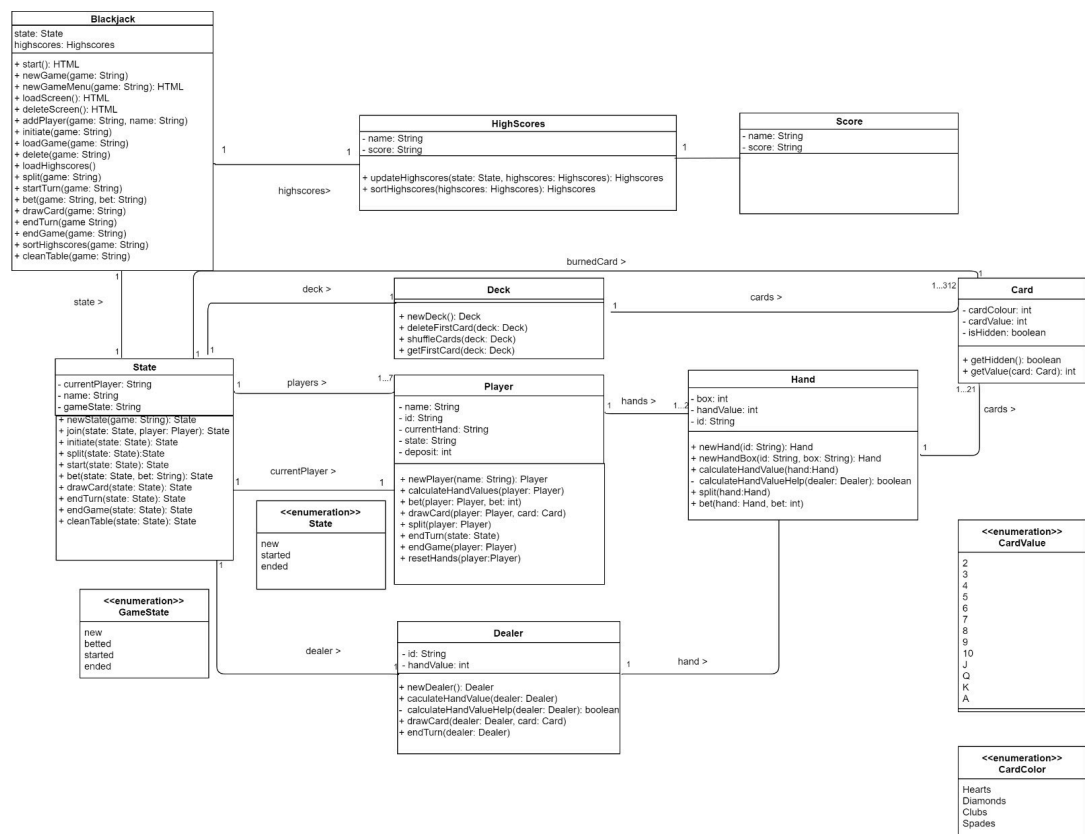 Blackjack
state: State
highscores: Highscores
+ start(): HTML
+ newGame(game: String)
+ newGameMenu(game: String): HTML
+ loadScreen(): HTML
+ deleteScreen(): HTML
+ addPlayer(game: String, name: String)
+ initiate(game: String)
+ loadGame(game: String)
+ delete(game: String)
+ loadHighscores()
+ split(game: String)
+ startTurn(game: String)
+ bet(game: String, bet: String)
+ drawCard(game: String)
+ endTurn(game String)
+ endGame(game: String)
+ sortHighscores(game: String)
+ cleanTable(game: String)
1
1
highscores>
HighScores
- name: String
- score: String
+ updateHighscores(state: State, highscores: Highscores): Highscores
+ sortHighscores(highscores: Highscores): Highscores
1
1
Score
- name: String
- score: String
1
state >
1
burnedCard >
1
1
deck >
1
1
Deck
+ newDeck(): Deck
+ deleteFirstCard(deck: Deck)
+ shuffleCards(deck: Deck)
+ getFirstCard(deck: Deck)
1
cards >
1...312
Card
- cardColour: int
- cardValue: int
- isHidden: boolean
+ getHidden(): boolean
+ getValue(card: Card): int
State
- currentPlayer: String
- name: String
- gameState: String
+ newState(game: String): State
+ join(state: State, player: Player): State
+ initiate(state: State): State
+ split(state: State):State
+ start(state: State): State
+ bet(state: State, bet: String): State
+ drawCard(state: State): State
+ endTurn(state: State): State
+ endGame(state: State): State
+ cleanTable(state: State): State
1
players >
1...7
1
currentPlayer >
1
Player
- name: String
- id: String
- currentHand: String
- state: String
- deposit: int
+ newPlayer(name: String): Player
+ calculateHandValues(player: Player)
+ bet(player: Player, bet: int)
+ drawCard(player: Player, card: Card)
+ split(player: Player)
+ endTurn(state: State)
+ endGame(player: Player)
+ resetHands(player:Player)
1
hands >
1...2
Hand
- box: int
- handValue: int
- id: String
+ newHand(id: String): Hand
+ newHandBox(id: String, box: String): Hand
+ calculateHandValue(hand:Hand)
- calculateHandValueHelp(dealer: Dealer): boolean
+ split(hand:Hand)
+ bet(hand: Hand, bet: int)
1...21
cards >
1
<<enumeration>>
State
new
started
ended
<<enumeration>>
GameState
new
betted
started
ended
1
dealer >
1
Dealer
- id: String
- handValue: int
+ newDealer(): Dealer
+ caculateHandValue(dealer: Dealer)
- calculateHandValueHelp(dealer: Dealer): boolean
+ drawCard(dealer: Dealer, card: Card)
+ endTurn(dealer: Dealer)
1
hand >
<<enumeration>>
CardValue
2
3
4
5
6
7
8
9
10
J
Q
K
A
<<enumeration>>
CardColor
Hearts
Diamonds
Clubs
Spades